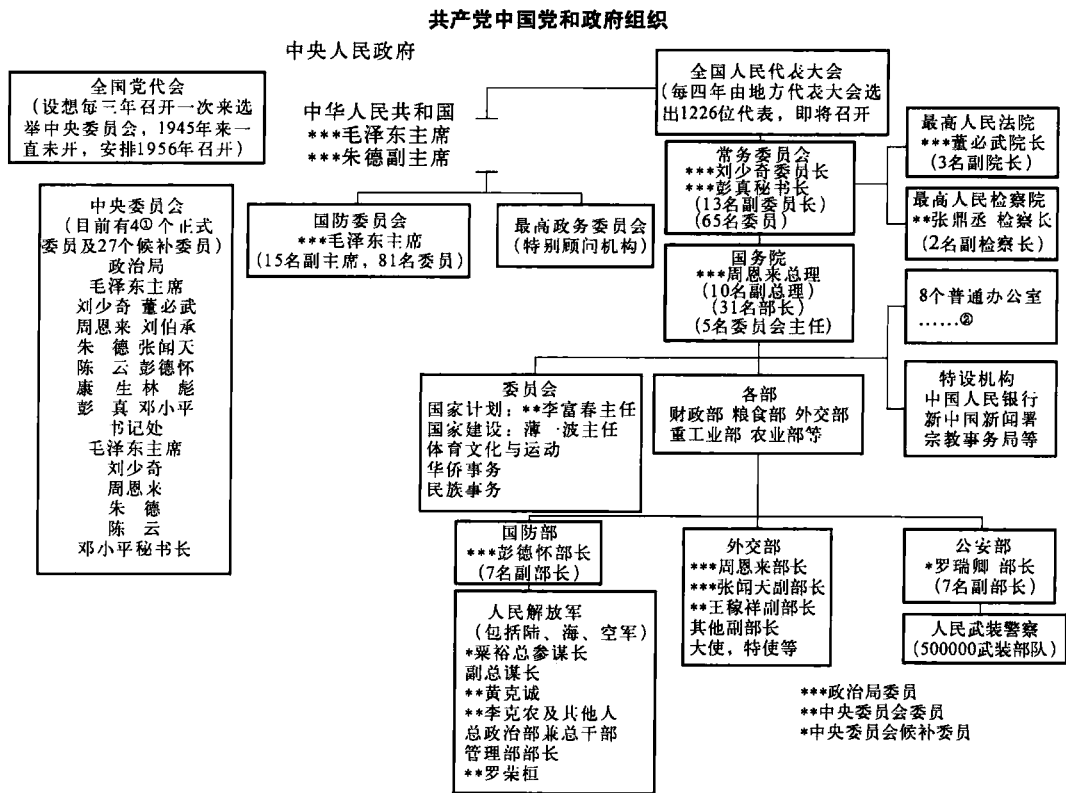 共产党中国党和政府组织
中央人民政府
全国党代会
(设想每三年召开一次来选
举中央委员会，1945年来一
直未开，安排1956年召开)
中央委员会
(目前有4①个正式
委员及27个候补委员)
政治局
毛泽东主席
刘少奇 董必武
周恩来 刘伯承
朱 德 张闻天
陈 云 彭德怀
康 生 林 彪
彭 真 邓小平
书记处
毛泽东主席
刘少奇
周恩来
朱 德
陈 云
邓小平秘书长
中华人民共和国
***毛泽东主席
***朱德副主席
国防委员会
***毛泽东主席
(15名副主席，81名委员)
最高政务委员会
(特别顾问机构)
全国人民代表大会
(每四年由地方代表大会选
出1226位代表，即将召开
常务委员会
***刘少奇委员长
***彭真秘书长
(13名副委员长)
(65名委员)
最高人民法院
***董必武院长
(3名副院长)
最高人民检察院
**张鼎丞 检察长
(2名副检察长)
国务院
***周恩来总理
(10名副总理)
(31名部长)
(5名委员会主任)
8个普通办公室
……②
特设机构
中国人民银行
新中国新闻署
宗教事务局等
委员会
国家计划：**李富春主任
国家建设：薄一波主任
体育文化与运动
华侨事务
民族事务
各部
财政部 粮食部 外交部
重工业部 农业部等
国防部
***彭德怀部长
(7名副部长)
人民解放军
(包括陆、海、空军)
*粟裕总参谋长
副总谋长
**黄克诚
**李克农及其他人
总政治部兼总干部
管理部部长
**罗荣桓
外交部
***周恩来部长
***张闻天副部长
**王稼祥副部长
其他副部长
大使，特使等
公安部
*罗瑞卿 部长
(7名副部长)
人民武装警察
(500000武装部队)
***政治局委员
**中央委员会委员
*中央委员会候补委员